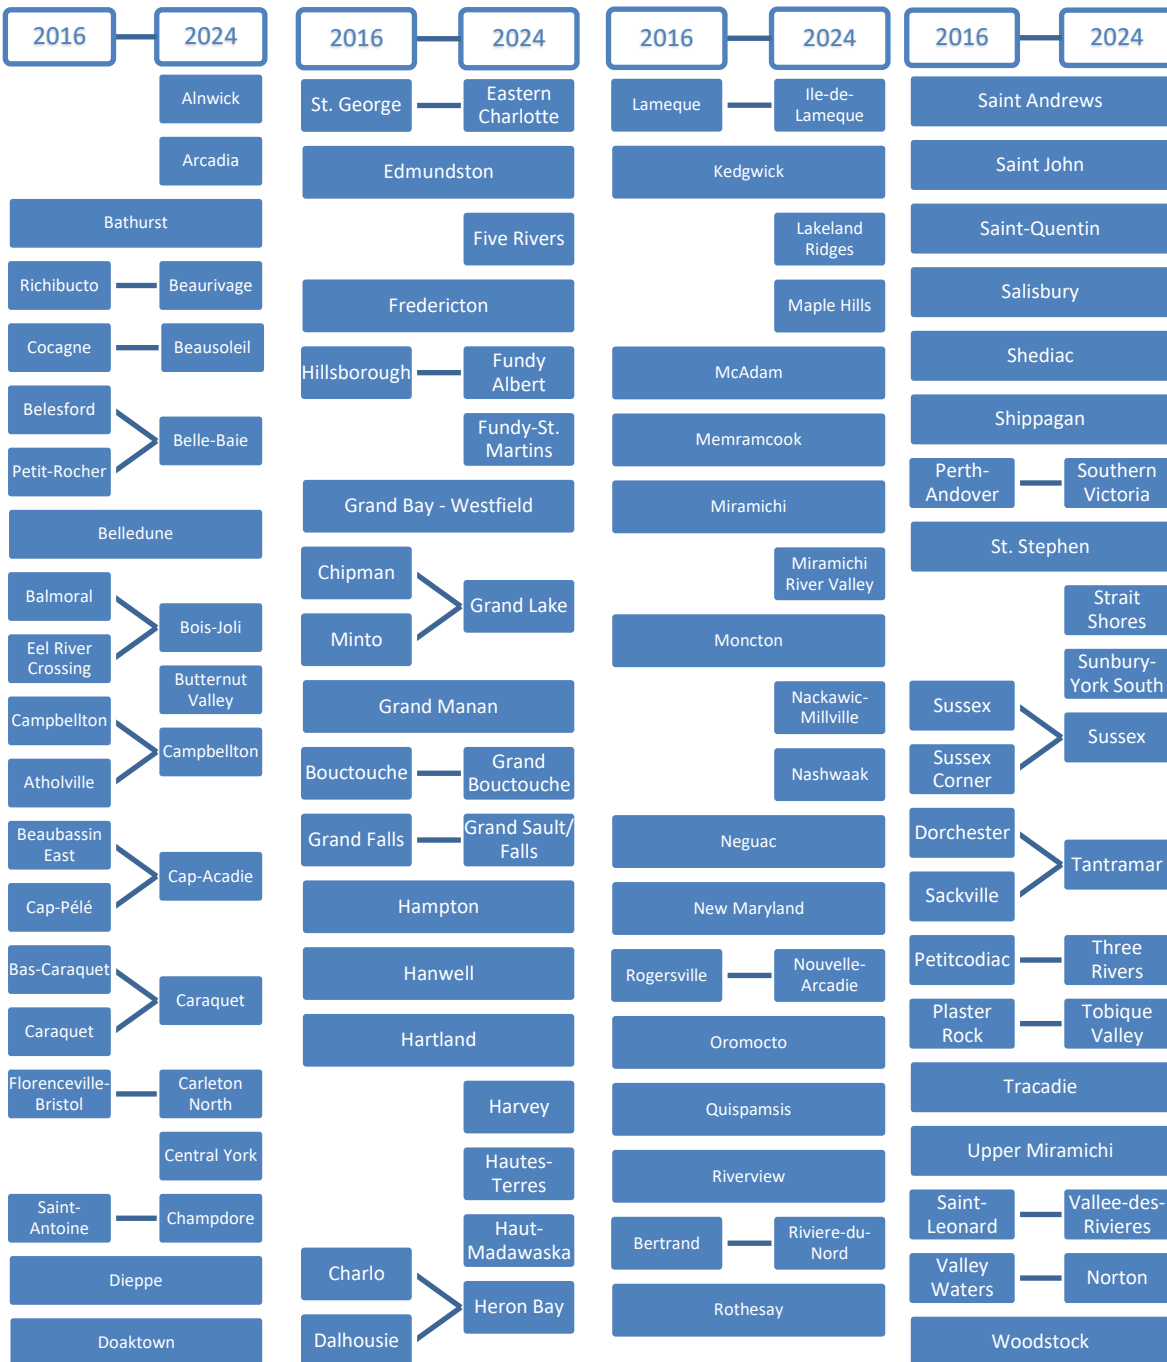 2016
2024
Alnwick
Arcadia
Bathurst
Richibucto
Beaurivage
Cocagne
Beausoleil
Belesford
Petit-Rocher
Belle-Baie
Belledune
Balmoral
Eel River
Crossing
Bois-Joli
Butternut
Valley
Campbellton
Atholville
Campbellton
Beaubassin
East
Cap-Pélé
Cap-Acadie
Bas-Caraquet
Caraquet
Caraquet
Florenceville-
Bristol
Carleton
North
Central York
Saint-
Antoine
Champdore
Dieppe
Doaktown
2016
2024
St. George
Eastern
Charlotte
Edmundston
Five Rivers
Fredericton
Hillsborough
Fundy
Albert
Fundy-St.
Martins
Grand Bay - Westfield
Chipman
Minto
Grand Lake
Grand Manan
Bouctouche
Grand
Bouctouche
Grand Falls
Grand Sault/
Falls
Hampton
Hanwell
Hartland
Harvey
Hautes-
Terres
Haut-
Madawaska
Charlo
Dalhousie
Heron Bay
2016
2024
Lameque
Ile-de-
Lameque
Kedgwick
Lakeland
Ridges
Maple Hills
McAdam
Memramcook
Miramichi
Miramichi
River Valley
Moncton
Nackawic-
Millville
Nashwaak
Neguac
New Maryland
Rogersville
Nouvelle-
Arcadie
Oromocto
Quispamsis
Riverview
Bertrand
Riviere-du-
Nord
Rothesay
2016
2024
Saint Andrews
Saint John
Saint-Quentin
Salisbury
Shediac
Shippagan
Perth-
Andover
Southern
Victoria
St. Stephen
Strait
Shores
Sunbury-
York South
Sussex
Sussex
Corner
Sussex
Dorchester
Sackville
Tantramar
Petitcodiac
Three
Rivers
Plaster
Rock
Tobique
Valley
Tracadie
Upper Miramichi
Saint-
Leonard
Vallee-des-
Rivieres
Valley
Waters
Norton
Woodstock